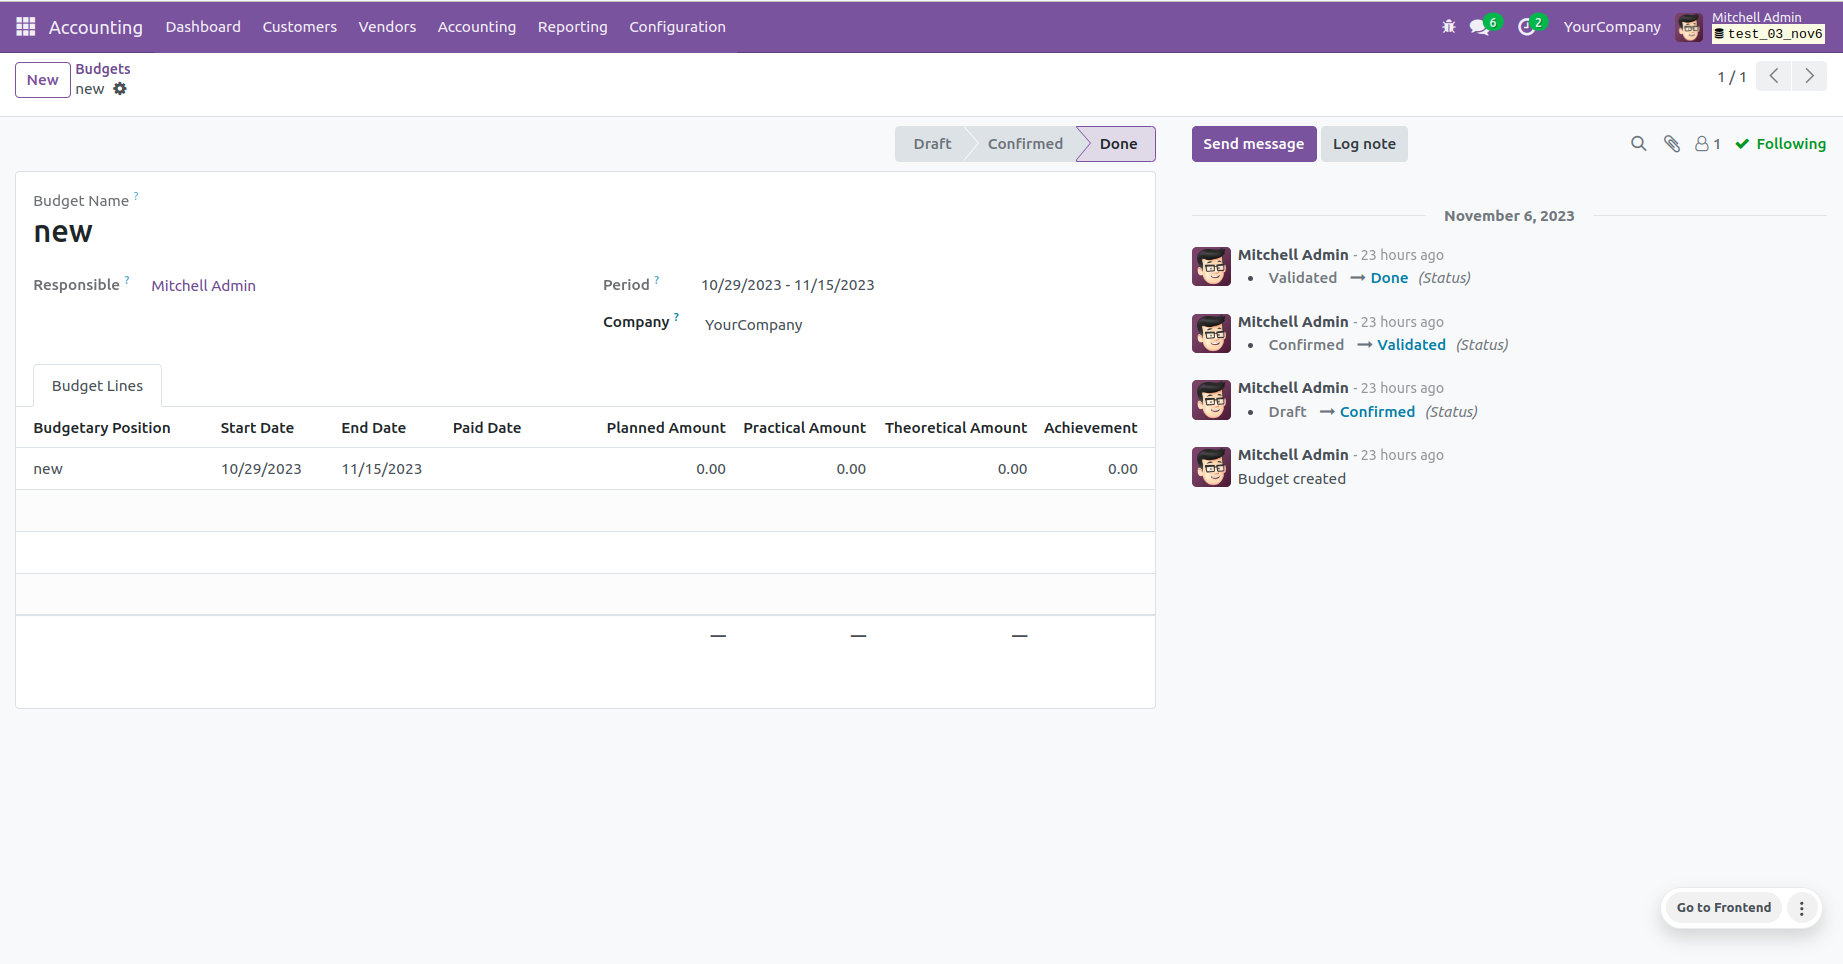 Accounting Dashboard Customers Vendors Accounting Reporting Configuration 6 2 YourCompany Mitchell Admin
test_03_nov6
New Budgets
new
1 / 1
Draft Confirmed Done
Send message Log note 1 Following
Budget Name ?
new
Responsible ? Mitchell Admin
Period ? 10/29/2023 - 11/15/2023
Company ? YourCompany
Budget Lines
Budgetary Position Start Date End Date Paid Date Planned Amount Practical Amount Theoretical Amount Achievement
new 10/29/2023 11/15/2023 0.00 0.00 0.00 0.00
— — —
November 6, 2023
Mitchell Admin - 23 hours ago
• Validated → Done (Status)
Mitchell Admin - 23 hours ago
• Confirmed → Validated (Status)
Mitchell Admin - 23 hours ago
• Draft → Confirmed (Status)
Mitchell Admin - 23 hours ago
Budget created
Go to Frontend